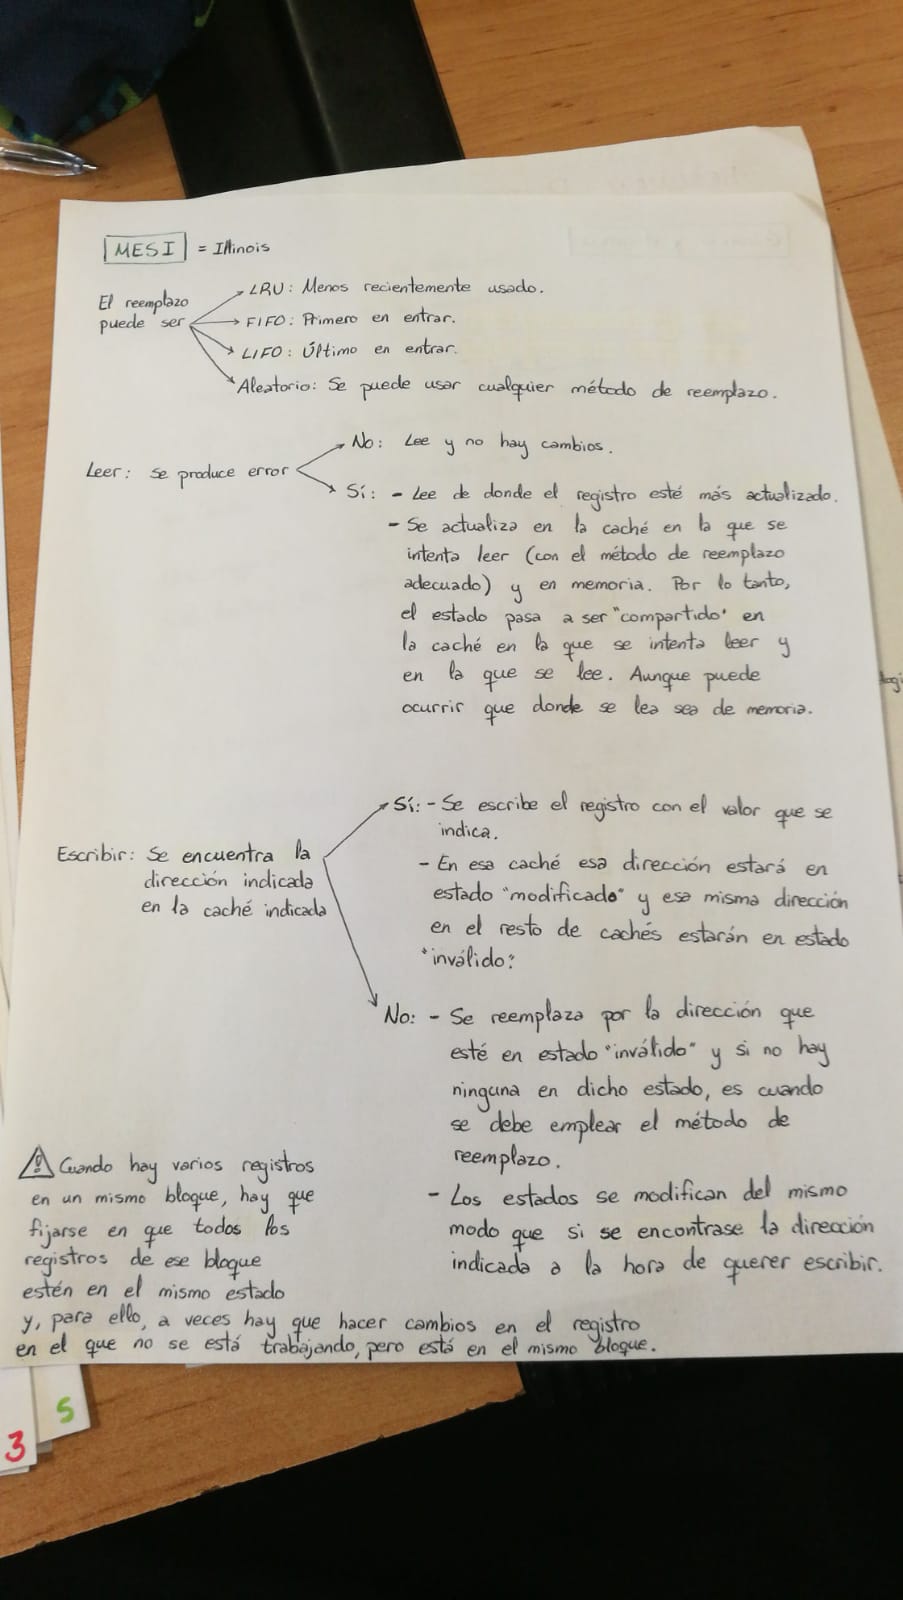 MESI = Illinois
El reemplazo
puede ser
LRU: Menos recientemente usado.
FIFO: Primero en entrar.
LIFO: Último en entrar.
Aleatorio: Se puede usar cualquier método de reemplazo.
Leer: se produce error
No: Lee y no hay cambios.
Sí: - Lee de donde el registro esté más actualizado.
- Se actualiza en la caché en la que se
intenta leer (con el método de reemplazo
adecuado) y en memoria. Por lo tanto,
el estado pasa a ser "compartido" en
la caché en la que se intenta leer y
en la que se lee. Aunque puede
ocurrir que donde se lea sea de memoria.
Escribir: Se encuentra la
dirección indicada
en la caché indicada
Sí: - Se escribe el registro con el valor que se
indica.
- En esa caché esa dirección estará en
estado "modificado" y esa misma dirección
en el resto de cachés estarán en estado
"inválido".
No: - Se reemplaza por la dirección que
esté en estado "inválido" y si no hay
ninguna en dicho estado, es cuando
se debe emplear el método de
reemplazo.
- Los estados se modifican del mismo
modo que si se encontrase la dirección
indicada a la hora de querer escribir.
Cuando hay varios registros
en un mismo bloque, hay que
fijarse en que todos los
registros de ese bloque
estén en el mismo estado
y, para ello, a veces hay que hacer cambios en el registro
en el que no se está trabajando, pero está en el mismo bloque.
3
5